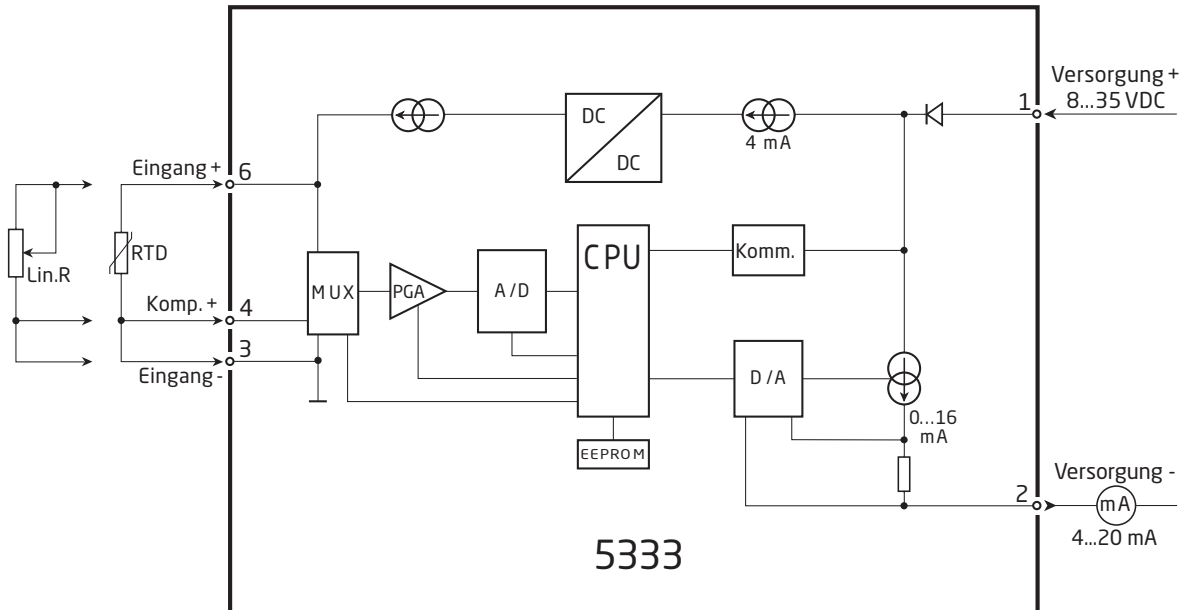 Versorgung +
8...35 VDC
1
DC
DC
4 mA
Eingang +
6
CPU
Komm.
RTD
Lin.R
MUX
PGA
A/D
Komp. +
4
3
Eingang -
D/A
0...16
mA
EEPROM
Versorgung -
2
mA
4...20 mA
5333